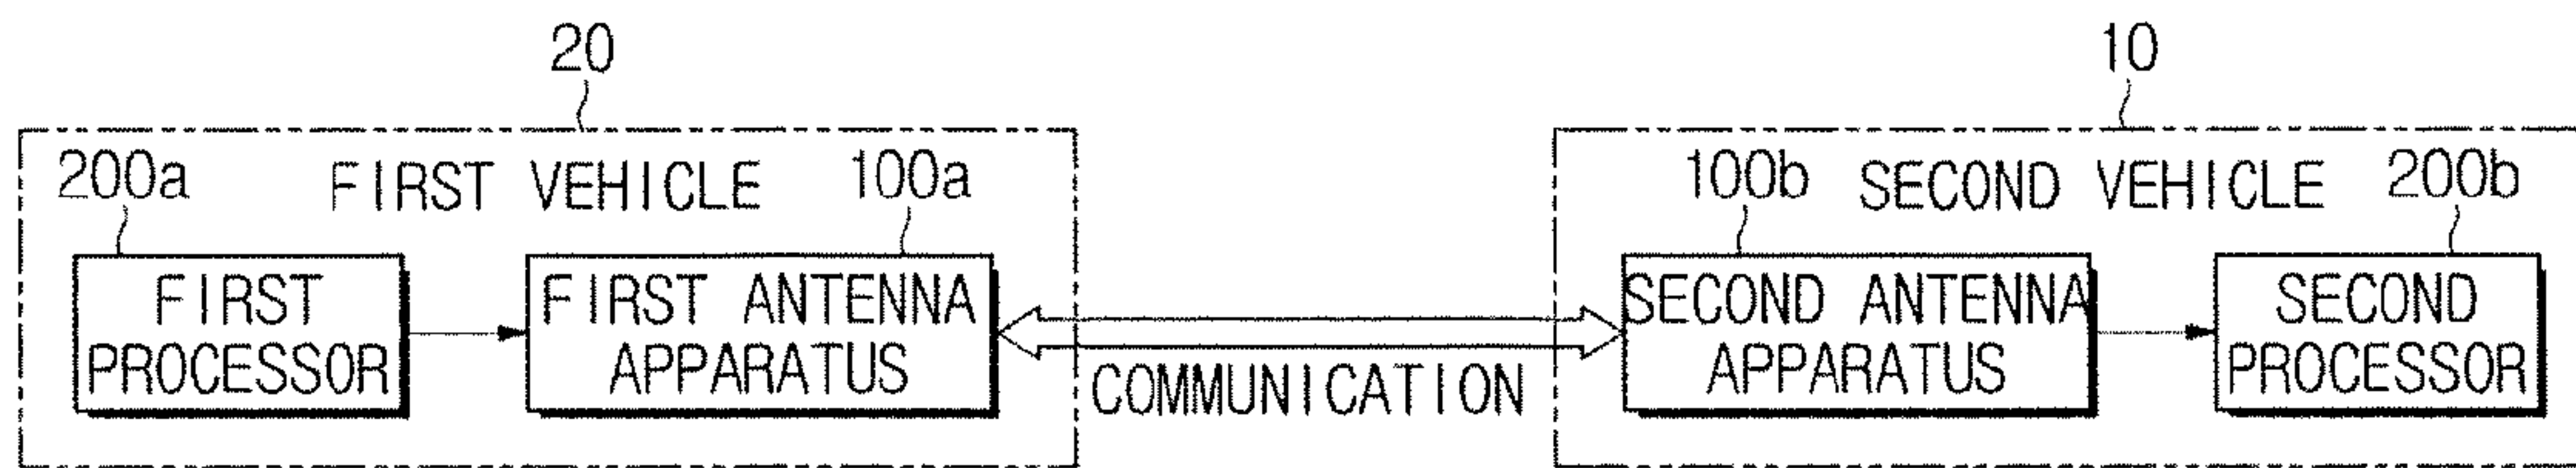 20
10
200a FIRST VEHICLE 100a
100b SECOND VEHICLE 200b
FIRST
PROCESSOR
FIRST ANTENNA
APPARATUS
COMMUNICATION
SECOND ANTENNA
APPARATUS
SECOND
PROCESSOR